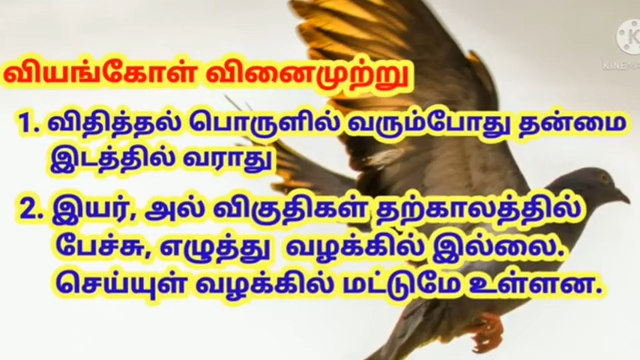 வியங்கோள் வினைமுற்று
1. விதித்தல் பொருளில் வரும்போது தன்மை
இடத்தில் வராது
2. இயர், அல் விகுதிகள் தற்காலத்தில்
பேச்சு, எழுத்து வழக்கில் இல்லை.
செய்யுள் வழக்கில் மட்டுமே உள்ளன.